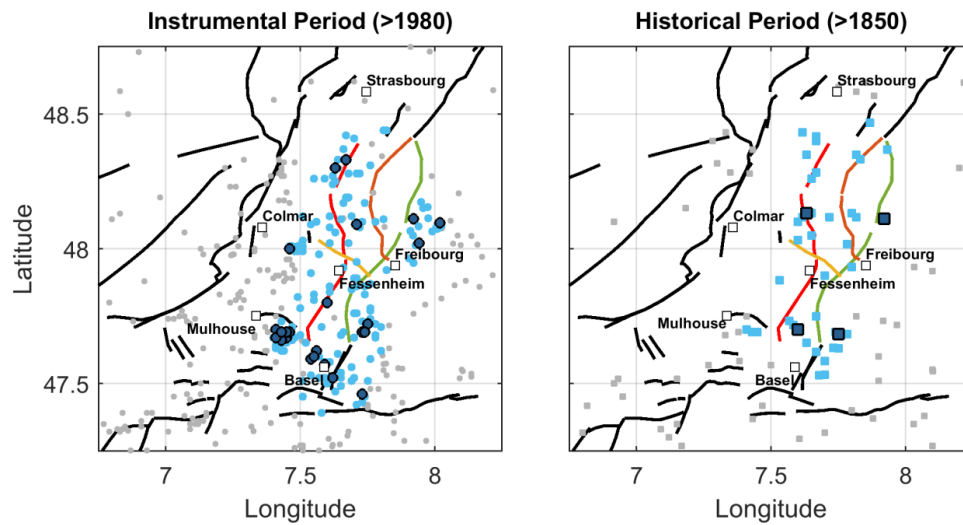 Instrumental Period (>1980)
Historical Period (>1850)
Strasbourg
Strasbourg
48.5
Colmar
Colmar
48
Freibourg
Freibourg
Fessenheim
Fessenheim
Mulhouse
Mulhouse
47.5
Basel
Basel
7
7.5
8
7
7.5
8
Latitude
Longitude
Longitude